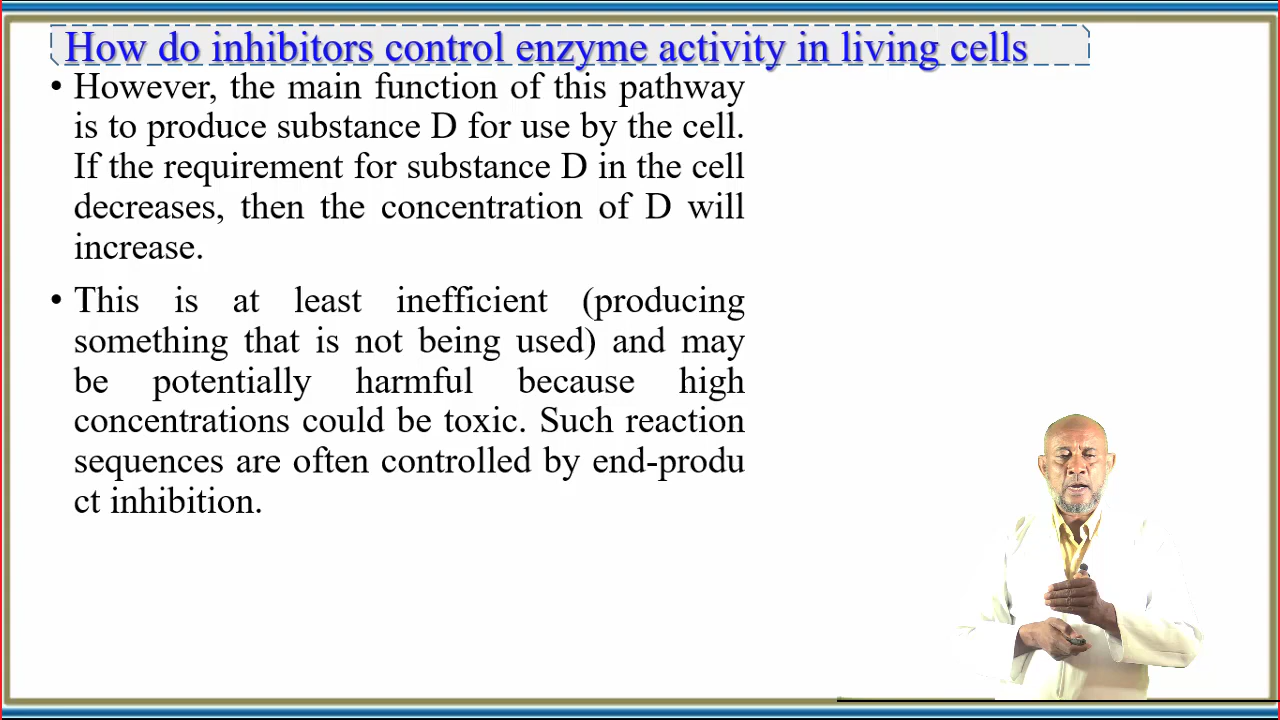 How do inhibitors control enzyme activity in living cells
• However, the main function of this pathway
is to produce substance D for use by the cell.
If the requirement for substance D in the cell
decreases, then the concentration of D will
increase.
• This is at least inefficient (producing
something that is not being used) and may
be potentially harmful because high
concentrations could be toxic. Such reaction
sequences are often controlled by end-produ
ct inhibition.